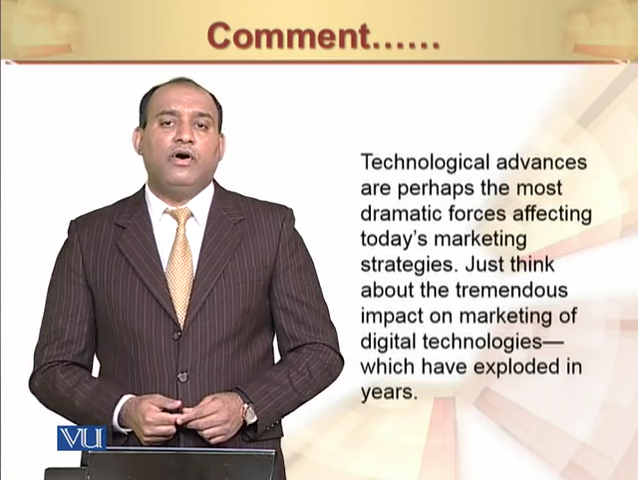 Comment......
Technological advances
are perhaps the most
dramatic forces affecting
today's marketing
strategies. Just think
about the tremendous
impact on marketing of
digital technologies—
which have exploded in
years.
VU